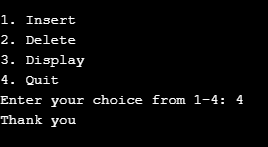 1. Insert
2. Delete
3. Display
4. Quit
Enter your choice from 1-4: 4
Thank you